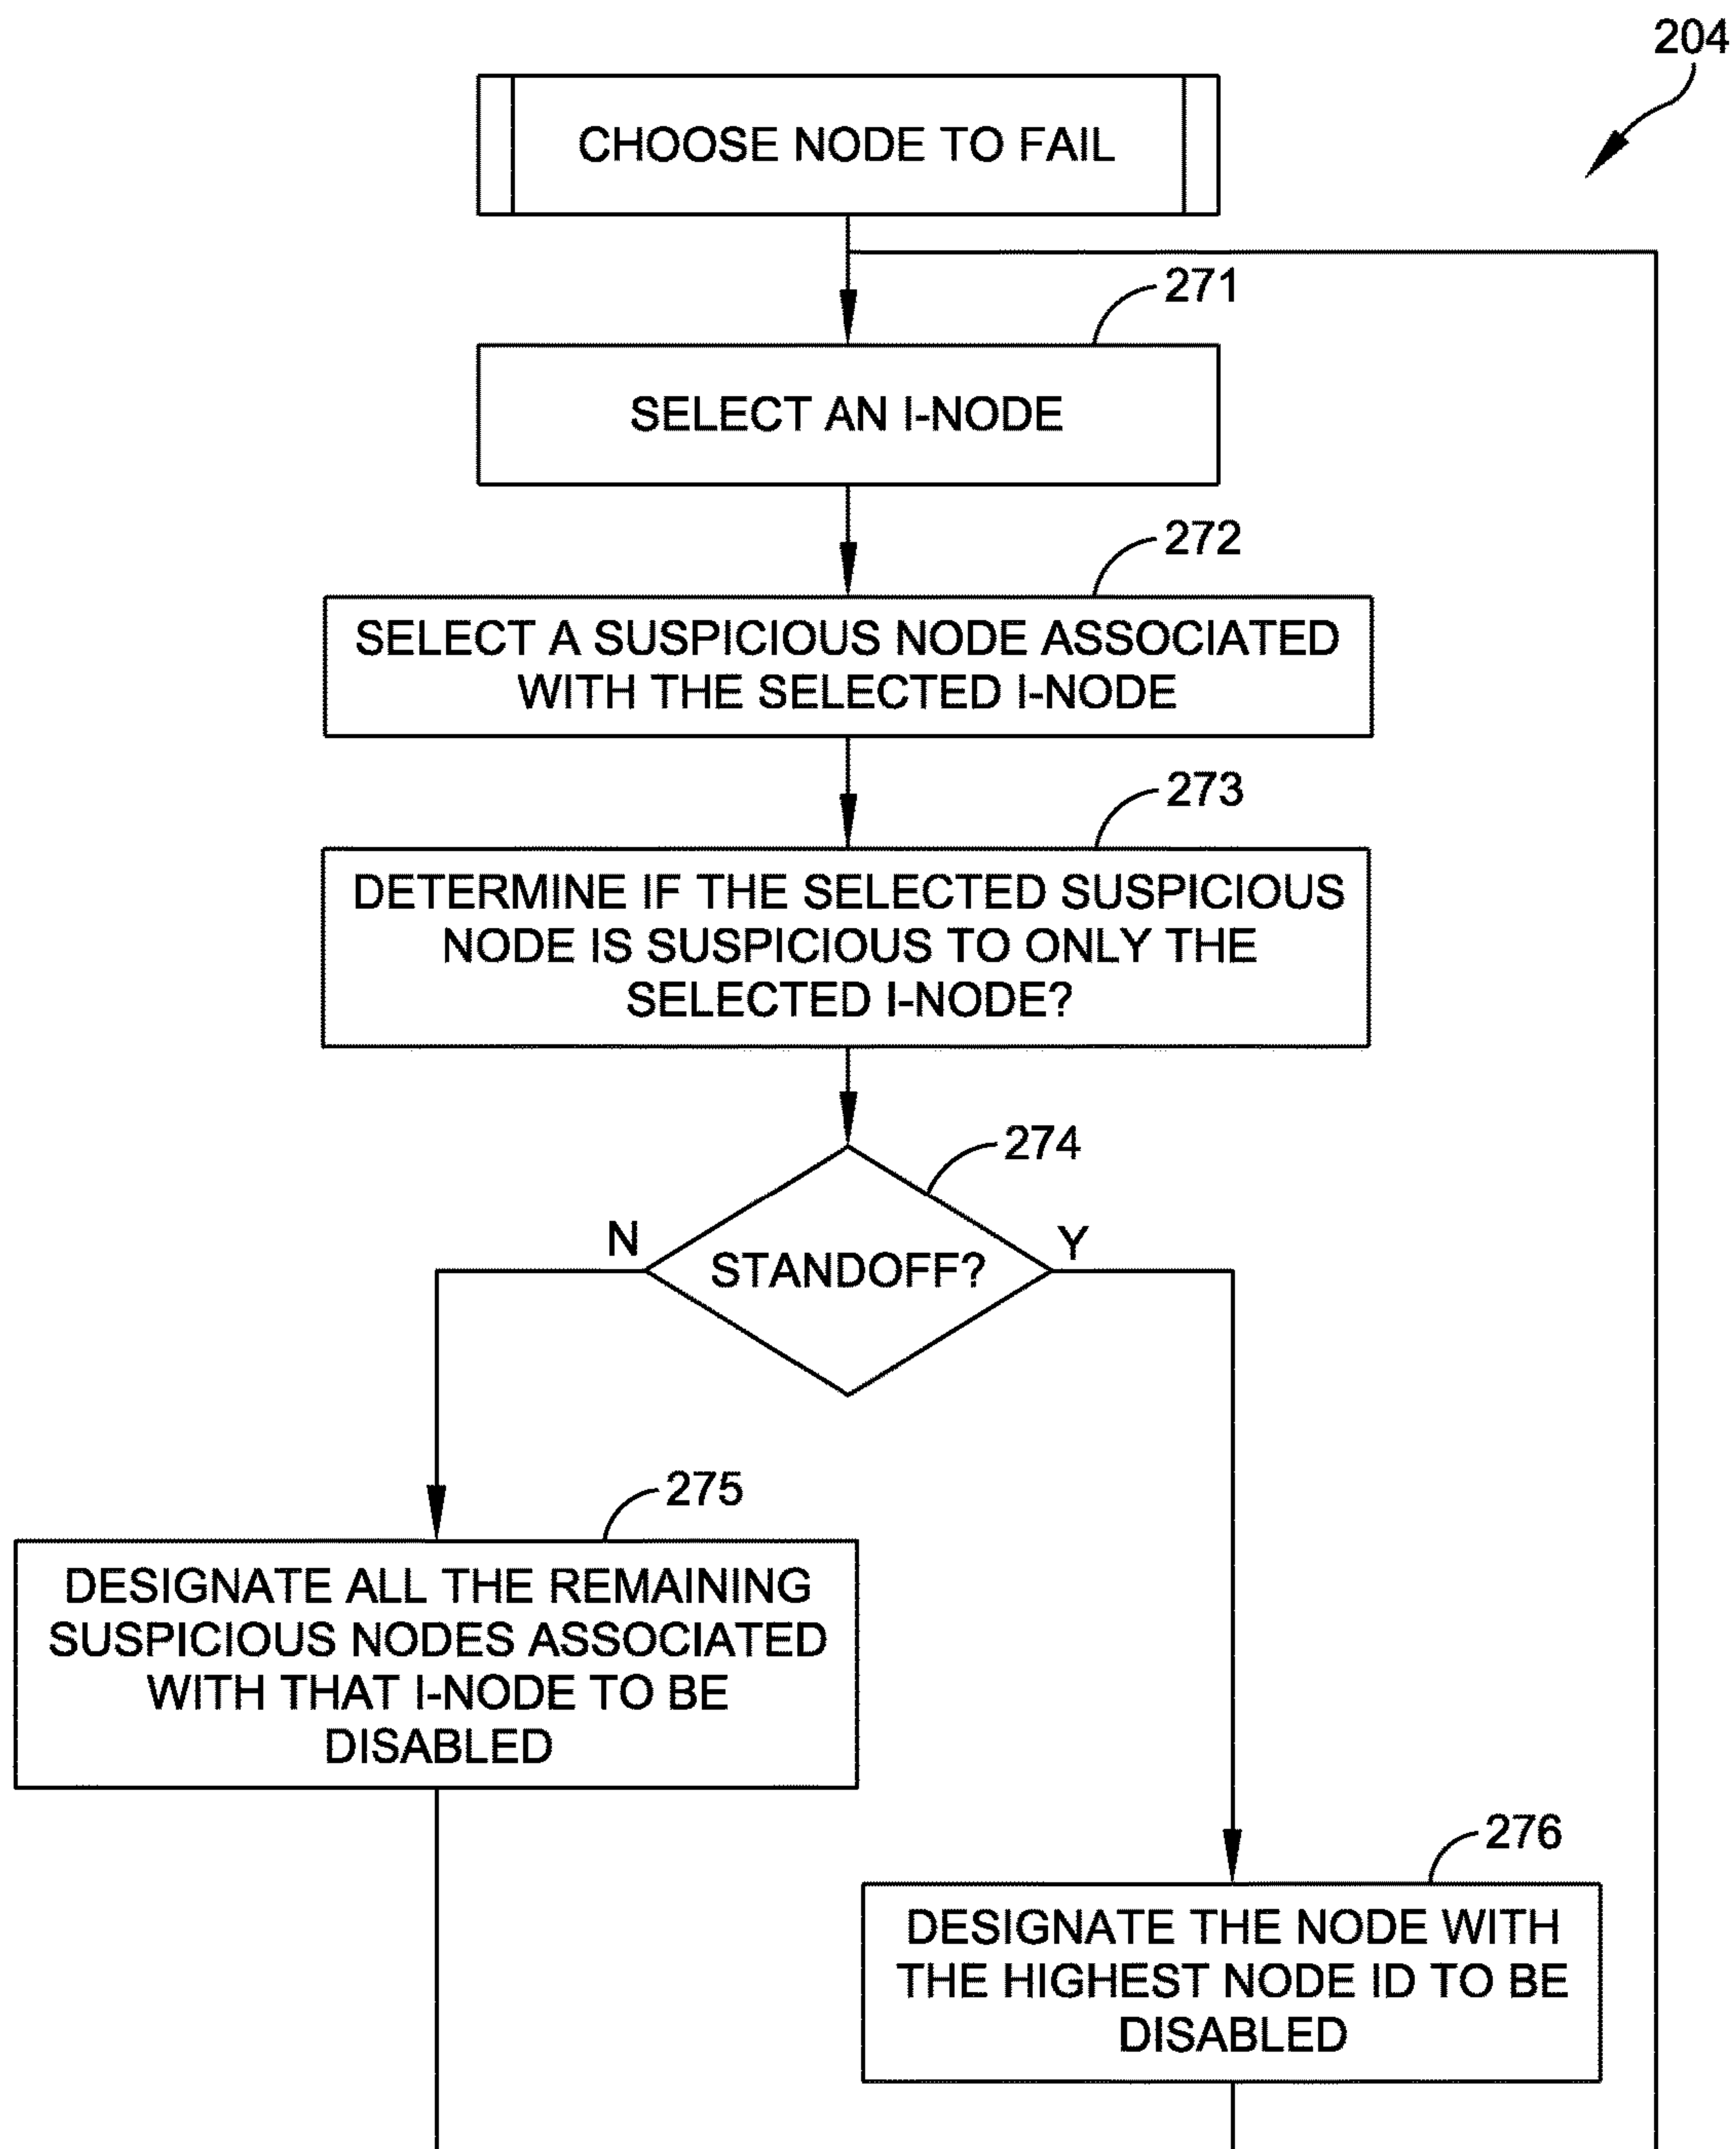 204
CHOOSE NODE TO FAIL
271
SELECT AN I-NODE
272
SELECT A SUSPICIOUS NODE ASSOCIATED
WITH THE SELECTED I-NODE
273
DETERMINE IF THE SELECTED SUSPICIOUS
NODE IS SUSPICIOUS TO ONLY THE
SELECTED I-NODE?
274
N
Y
STANDOFF?
275
DESIGNATE ALL THE REMAINING
SUSPICIOUS NODES ASSOCIATED
WITH THAT I-NODE TO BE
DISABLED
276
DESIGNATE THE NODE WITH
THE HIGHEST NODE ID TO BE
DISABLED